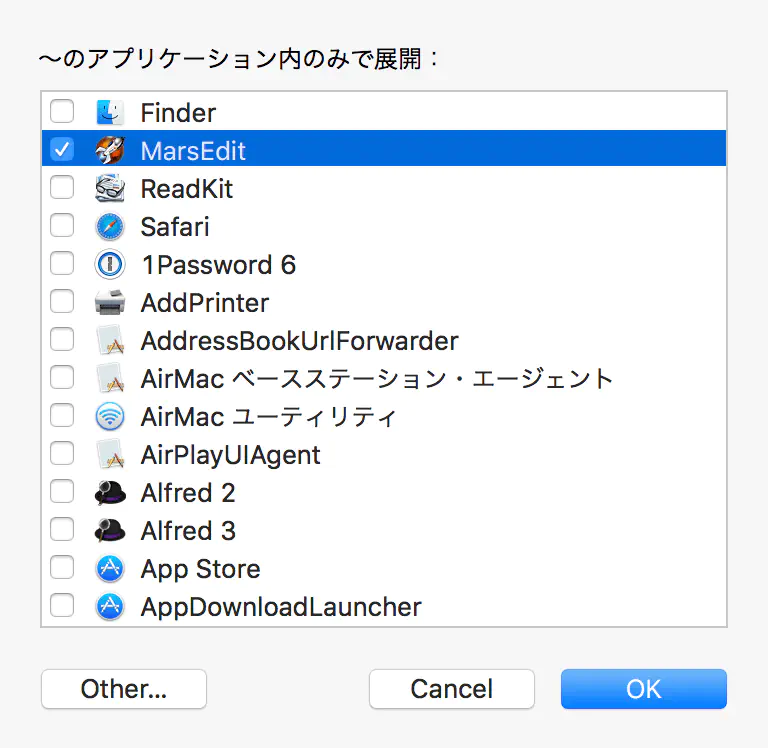 〜のアプリケーション内のみで展開：
Finder
MarsEdit
ReadKit
Safari
1Password 6
AddPrinter
AddressBookUrlForwarder
AirMac ベースステーション・エージェント
AirMac ユーティリティ
AirPlayUIAgent
Alfred 2
Alfred 3
App Store
AppDownloadLauncher
Other...
Cancel
OK